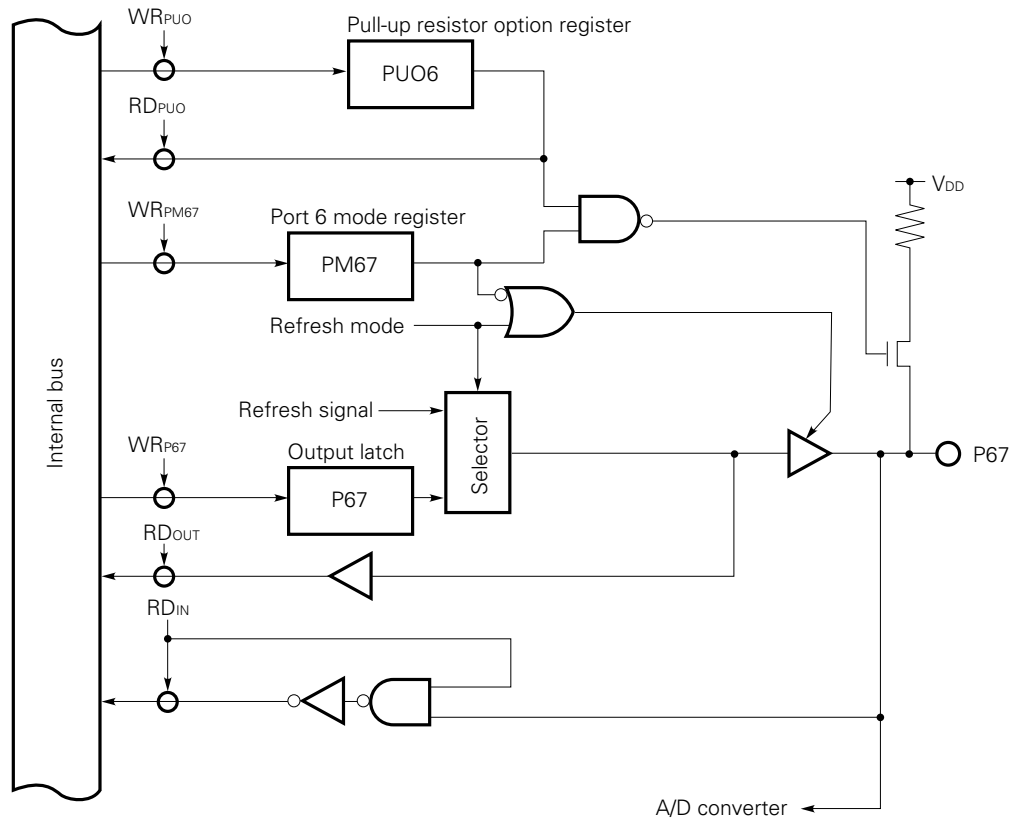 WRPUO
Pull-up resistor option register
PUO6
RDPUO
VDD
WRPM67
Port 6 mode register
PM67
Refresh mode
Internal bus
Refresh signal
Selector
WRP67
Output latch
P67
P67
RDOUT
RDIN
A/D converter